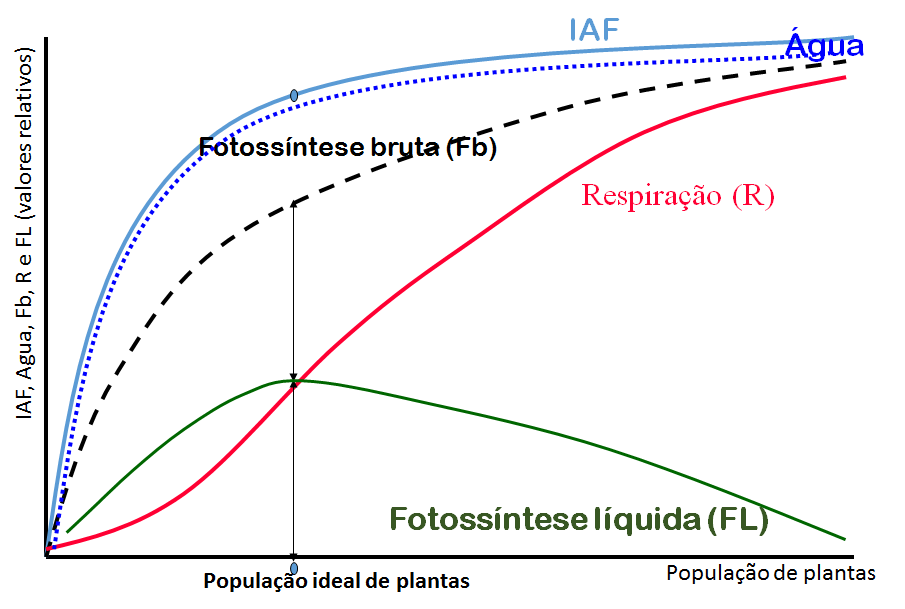 IAF
Água
Fotossíntese bruta (Fb)
Respiração (R)
IAF, Agua, Fb, R e FL (valores relativos)
Fotossíntese líquida (FL)
População ideal de plantas
População de plantas